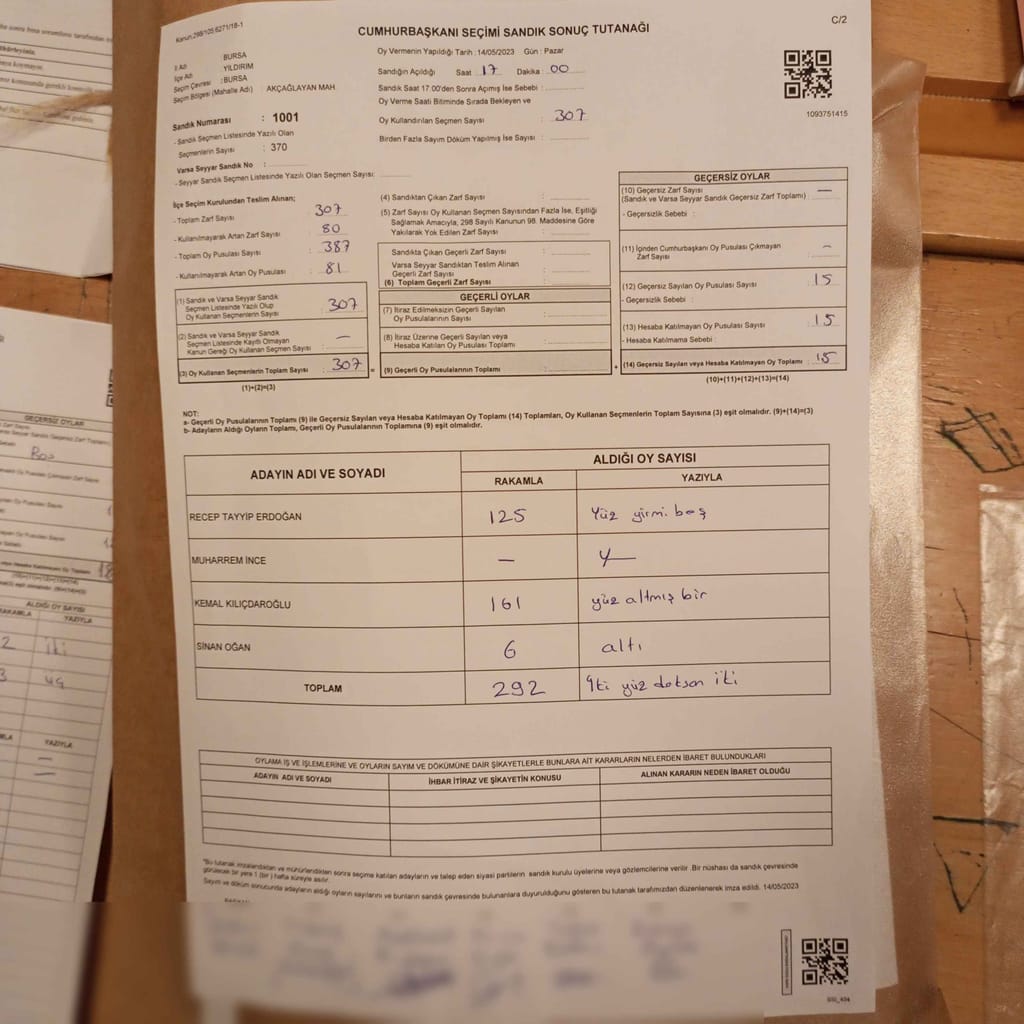 Kanun:298/105.6271/18-1
C/2
CUMHURBAŞKANI SEÇİMİ SANDIK SONUÇ TUTANAĞI
İl Adı : BURSA
İlçe Adı : YILDIRIM
Seçim Çevresi : BURSA
Seçim Bölgesi (Mahalle Adı) AKÇAĞLAYAN MAH.
Sandık Numarası : 1001
- Sandık Seçmen Listesinde Yazılı Olan
Seçmenlerin Sayısı : 370
Varsa Seyyar Sandık No :
- Seyyar Sandık Seçmen Listesinde Yazılı Olan Seçmen Sayısı:
Oy Vermenin Yapıldığı Tarih : 14/05/2023 Gün : Pazar
Sandığın Açıldığı Saat 17 Dakika : 00
Sandık Saat 17:00'den Sonra Açımış İse Sebebi :
Oy Verme Saati Bitiminde Sırada Bekleyen ve
Oy Kullandırılan Seçmen Sayısı : 307
Birden Fazla Sayım Döküm Yapılmış İse Sayısı :
1093751415
İlçe Seçim Kurulundan Teslim Alınan;
- Toplam Zarf Sayısı : 307
- Kullanılmayarak Artan Zarf Sayısı : 80
- Toplam Oy Pusulası Sayısı : 387
- Kullanılmayarak Artan Oy Pusulası : 81
(1) Sandık ve Varsa Seyyar Sandık
Seçmen Listesinde Yazılı Olup
Oy Kullanan Seçmenlerin Sayısı : 307
(2) Sandık ve Varsa Seyyar Sandık
Seçmen Listesinde Kayıtlı Olmayan
Kanun Gereği Oy Kullanan Seçmen Sayısı : —
(3) Oy Kullanan Seçmenlerin Toplam Sayısı : 307 =
(1)+(2)=(3)
(4) Sandıktan Çıkan Zarf Sayısı :
(5) Zarf Sayısı Oy Kullanan Seçmen Sayısından Fazla İse, Eşitliği
Sağlamak Amacıyla, 298 Sayılı Kanunun 98. Maddesine Göre
Yakılarak Yok Edilen Zarf Sayısı :
Sandıkta Çıkan Geçerli Zarf Sayısı :
Varsa Seyyar Sandıktan Teslim Alınan
Geçerli Zarf Sayısı :
(6) Toplam Geçerli Zarf Sayısı :
GEÇERLİ OYLAR
(7) İtiraz Edilmeksizin Geçerli Sayılan
Oy Pusulalarının Sayısı :
(8) İtiraz Üzerine Geçerli Sayılan veya
Hesaba Katılan Oy Pusulası Toplamı :
(9) Geçerli Oy Pusulalarının Toplamı : +
GEÇERSİZ OYLAR
(10) Geçersiz Zarf Sayısı : —
(Sandık ve Varsa Seyyar Sandık Geçersiz Zarf Toplamı)
- Geçersizlik Sebebi :
(11) İçinden Cumhurbaşkanı Oy Pusulası Çıkmayan
Zarf Sayısı : —
(12) Geçersiz Sayılan Oy Pusulası Sayısı : 15
- Geçersizlik Sebebi :
(13) Hesaba Katılmayan Oy Pusulası Sayısı : 15
- Hesaba Katılmama Sebebi :
(14) Geçersiz Sayılan veya Hesaba Katılmayan Oy Toplamı : 15
(10)+(11)+(12)+(13)=(14)
NOT:
a- Geçerli Oy Pusulalarının Toplamı (9) ile Geçersiz Sayılan veya Hesaba Katılmayan Oy Toplamı (14) Toplamları, Oy Kullanan Seçmenlerin Toplam Sayısına (3) eşit olmalıdır. (9)+(14)=(3)
b- Adayların Aldığı Oyların Toplamı, Geçerli Oy Pusulalarının Toplamına (9) eşit olmalıdır.
ADAYIN ADI VE SOYADI ALDIĞI OY SAYISI
RAKAMLA YAZIYLA
RECEP TAYYİP ERDOĞAN 125 Yüz yirmi beş
MUHARREM İNCE —
KEMAL KILIÇDAROĞLU 161 yüz altmış bir
SİNAN OĞAN 6 altı
TOPLAM 292 İki yüz doksan iki
OYLAMA İŞ VE İŞLEMLERİNE VE OYLARIN SAYIM VE DÖKÜMÜNE DAİR ŞİKAYETLERLE BUNLARA AİT KARARLARIN NELERDEN İBARET BULUNDUKLARI
ADAYIN ADI VE SOYADI İHBAR İTİRAZ VE ŞİKAYETİN KONUSU ALINAN KARARIN NEDEN İBARET OLDUĞU
"Bu tutanak imzalandıktan ve mühürlendikten sonra seçime katılan adayların ve talep eden siyasi partilerin sandık kurulu üyelerine veya gözlemcilerine verilir. Bir nüshası da sandık çevresinde
görülecek bir yere 1 (bir) hafta süreyle asılır.
Sayım ve döküm sonucunda adayların aldığı oyların sayılarını ve bunların sandık çevresinde bulunanlara duyurulduğunu gösteren bu tutanak tarafımızdan düzenlenerek imza edildi. 14/05/2023
GEÇERSİZ OYLAR
ALDIĞI OY SAYISI
RAKAMLA YAZIYLA
2 iki
3 üç
YAZIYLA